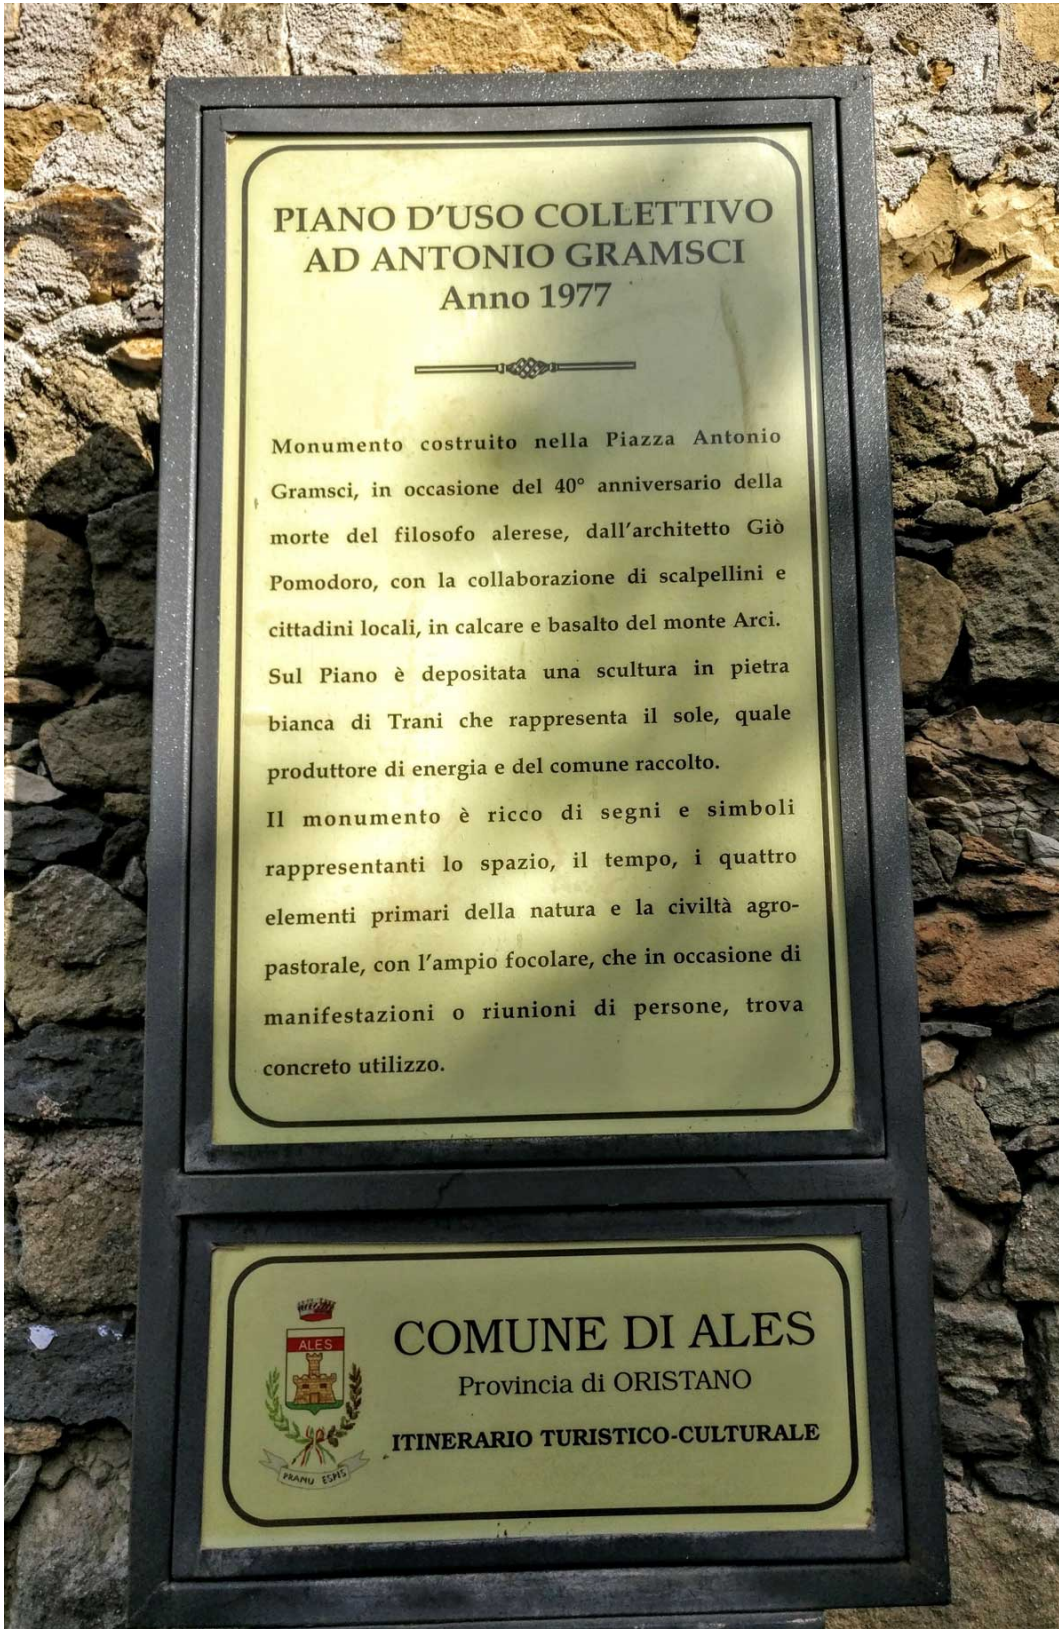 PIANO D'USO COLLETTIVO
AD ANTONIO GRAMSCI
Anno 1977
Monumento costruito nella Piazza Antonio
Gramsci, in occasione del 40° anniversario della
morte del filosofo alerese, dall'architetto Giò
Pomodoro, con la collaborazione di scalpellini e
cittadini locali, in calcare e basalto del monte Arci.
Sul Piano è depositata una scultura in pietra
bianca di Trani che rappresenta il sole, quale
produttore di energia e del comune raccolto.
Il monumento è ricco di segni e simboli
rappresentanti lo spazio, il tempo, i quattro
elementi primari della natura e la civiltà agro-
pastorale, con l'ampio focolare, che in occasione di
manifestazioni o riunioni di persone, trova
concreto utilizzo.
ALES
PRAMU ESPIS
COMUNE DI ALES
Provincia di ORISTANO
ITINERARIO TURISTICO-CULTURALE